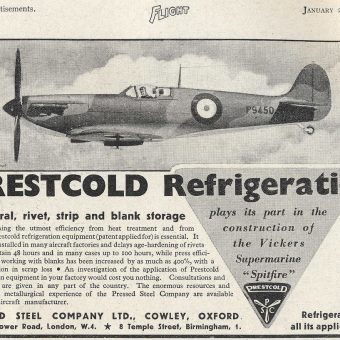 tisements.
FLIGHT
JANUARY
P9450
RESTCOLD Refrigerati
ral, rivet, strip and blank storage
ing the utmost efficiency from heat treatment and from
estcold refrigeration equipment (patent applied for) is essential. It
stalled in many aircraft factories and delays age-hardening of rivets
tan 48 hours and in many cases up to 100 hours, while press effici-
working with blanks has been increased by as much as 400%, with a
ion in scrap loss • An investigation of the application of Prestcold
n equipment in your factory would cost you nothing. Consultations and
are given in any part of the country. The enormous resources and
metallurgical experience of the Pressed Steel Company are available
ircraft manufacturer.
plays its part in the
construction of
the Vickers
Supermarine
"Spitfire"
PRESTCOLD
P S C
D STEEL COMPANY LTD., COWLEY, OXFORD
ower Road, London, W.4. ★ 8 Temple Street, Birmingham, 1.
Refrigera
all its applic